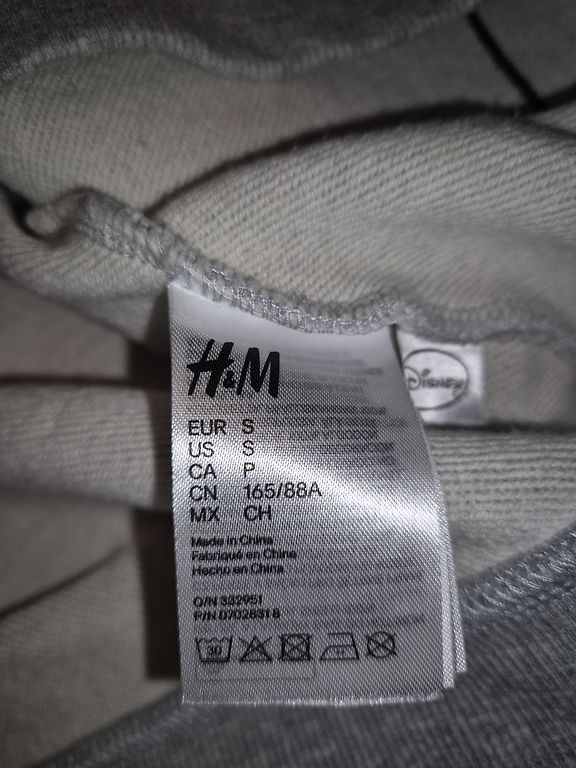 H&M
EUR S
US S
CA P
CN 165/88A
MX CH
Made in China
Fabriqué en Chine
Hecho en China
O/N 332951
P/N 0702831 8
30
Disney